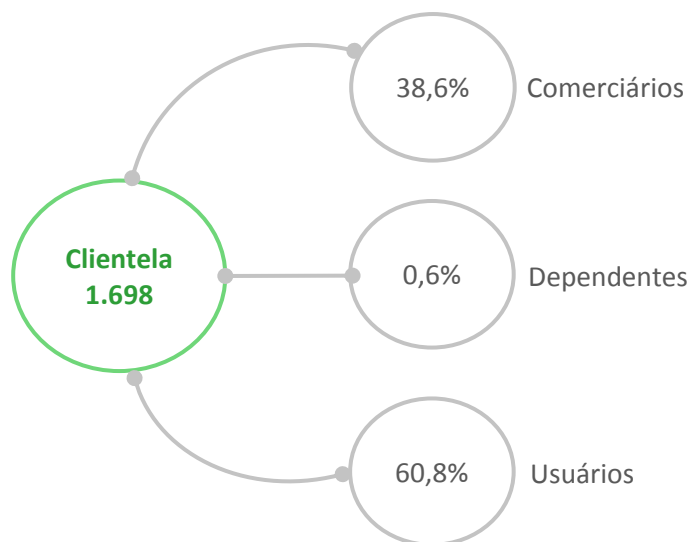 38,6% Comerciários
Clientela
1.698
0,6% Dependentes
60,8% Usuários